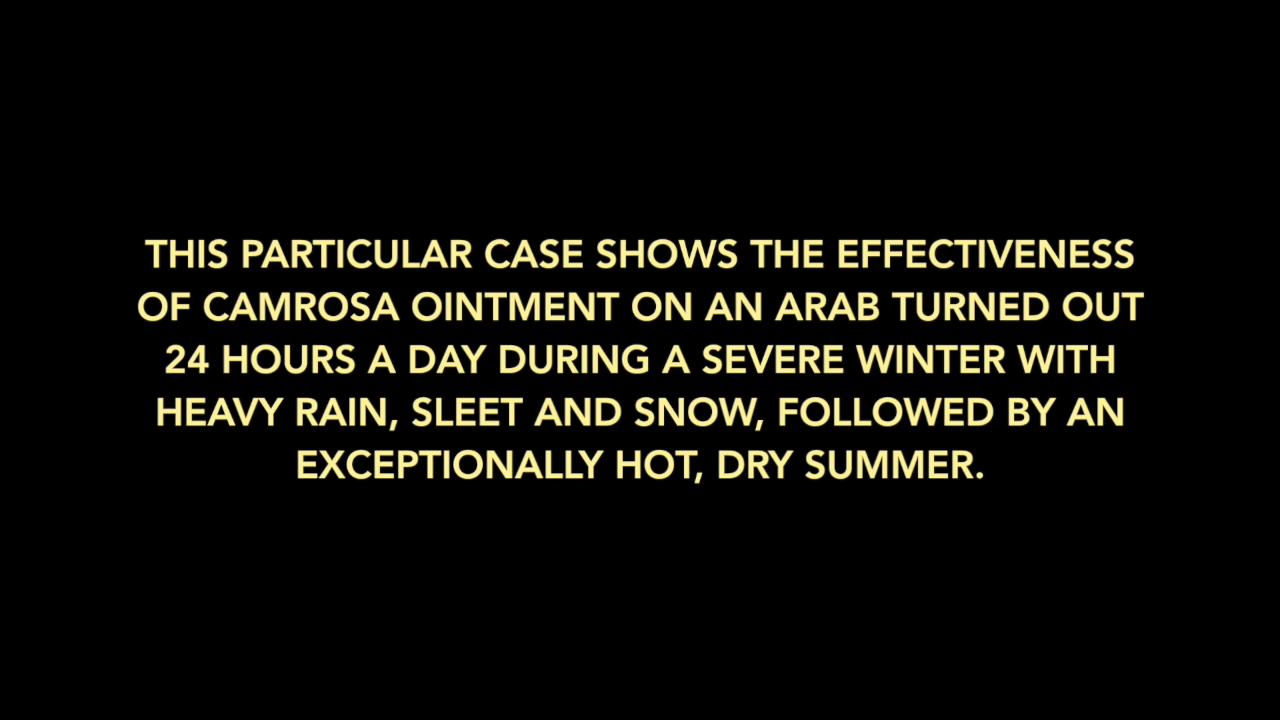 THIS PARTICULAR CASE SHOWS THE EFFECTIVENESS
OF CAMROSA OINTMENT ON AN ARAB TURNED OUT
24 HOURS A DAY DURING A SEVERE WINTER WITH
HEAVY RAIN, SLEET AND SNOW, FOLLOWED BY AN
EXCEPTIONALLY HOT, DRY SUMMER.